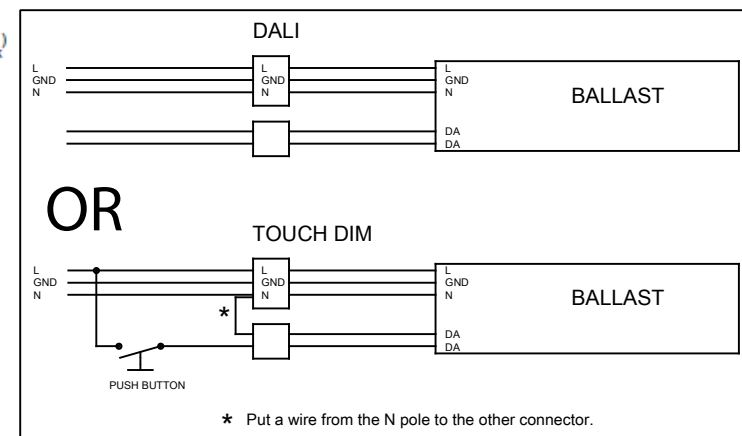 DALI
L
GND
N
L
GND
N
L
GND
N
BALLAST
DA
DA
OR
TOUCH DIM
L
GND
N
L
GND
N
L
GND
N
BALLAST
*
DA
DA
PUSH BUTTON
* Put a wire from the N pole to the other connector.